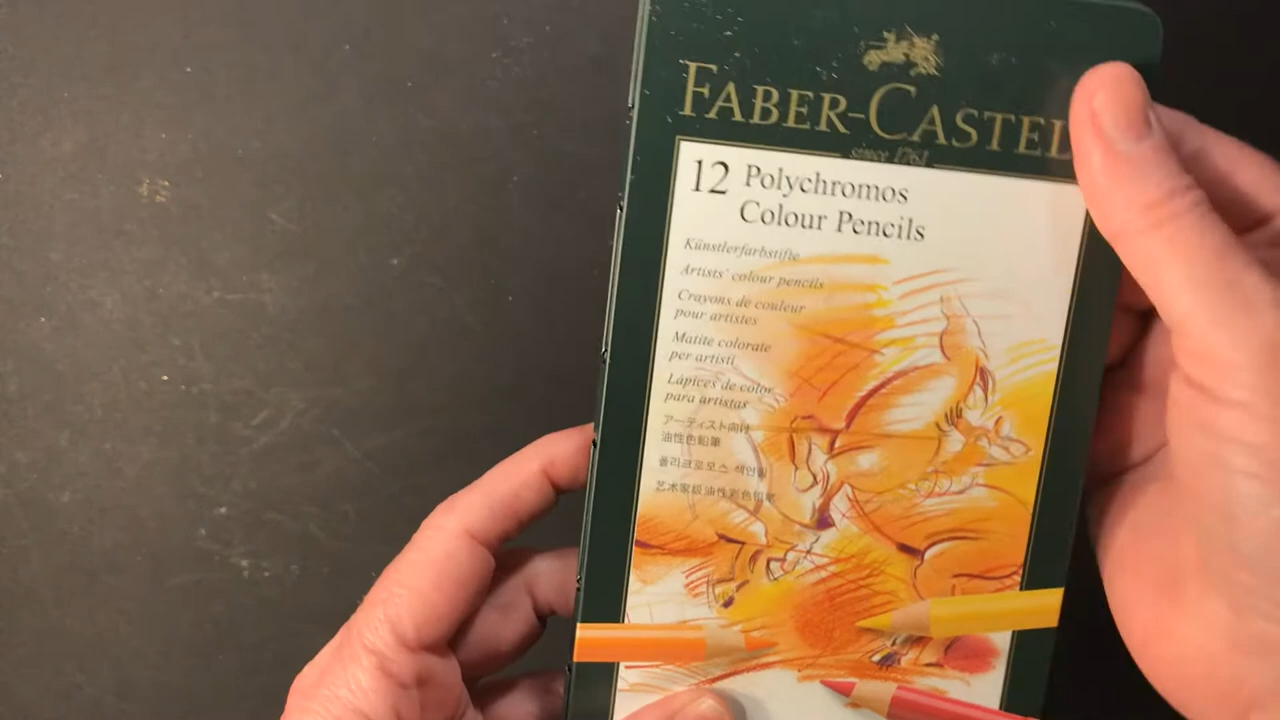 FABER-CASTEL
since 1761
12 Polychromos
Colour Pencils
Künstlerfarbstifte
Artists' colour pencils
Crayons de couleur
pour artistes
Matite colorate
per artisti
Lápices de color
para artistas
アーティスト向け
油性色鉛筆
폴리크로모스 색연필
艺术家级油性彩色铅笔